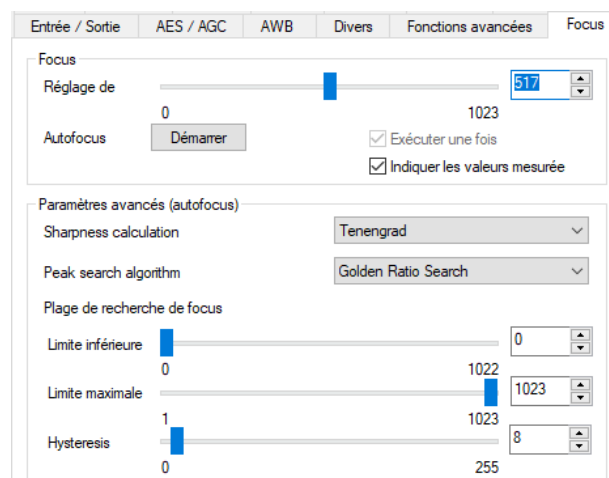 Entrée / Sortie AES / AGC AWB Divers Fonctions avancées Focus
Focus
Réglage de 517
0 1023
Autofocus Démarrer Exécuter une fois
Indiquer les valeurs mesurée
Paramètres avancés (autofocus)
Sharpness calculation Tenengrad
Peak search algorithm Golden Ratio Search
Plage de recherche de focus
Limite inférieure 0
0 1022
Limite maximale 1023
1 1023
Hysteresis 8
0 255